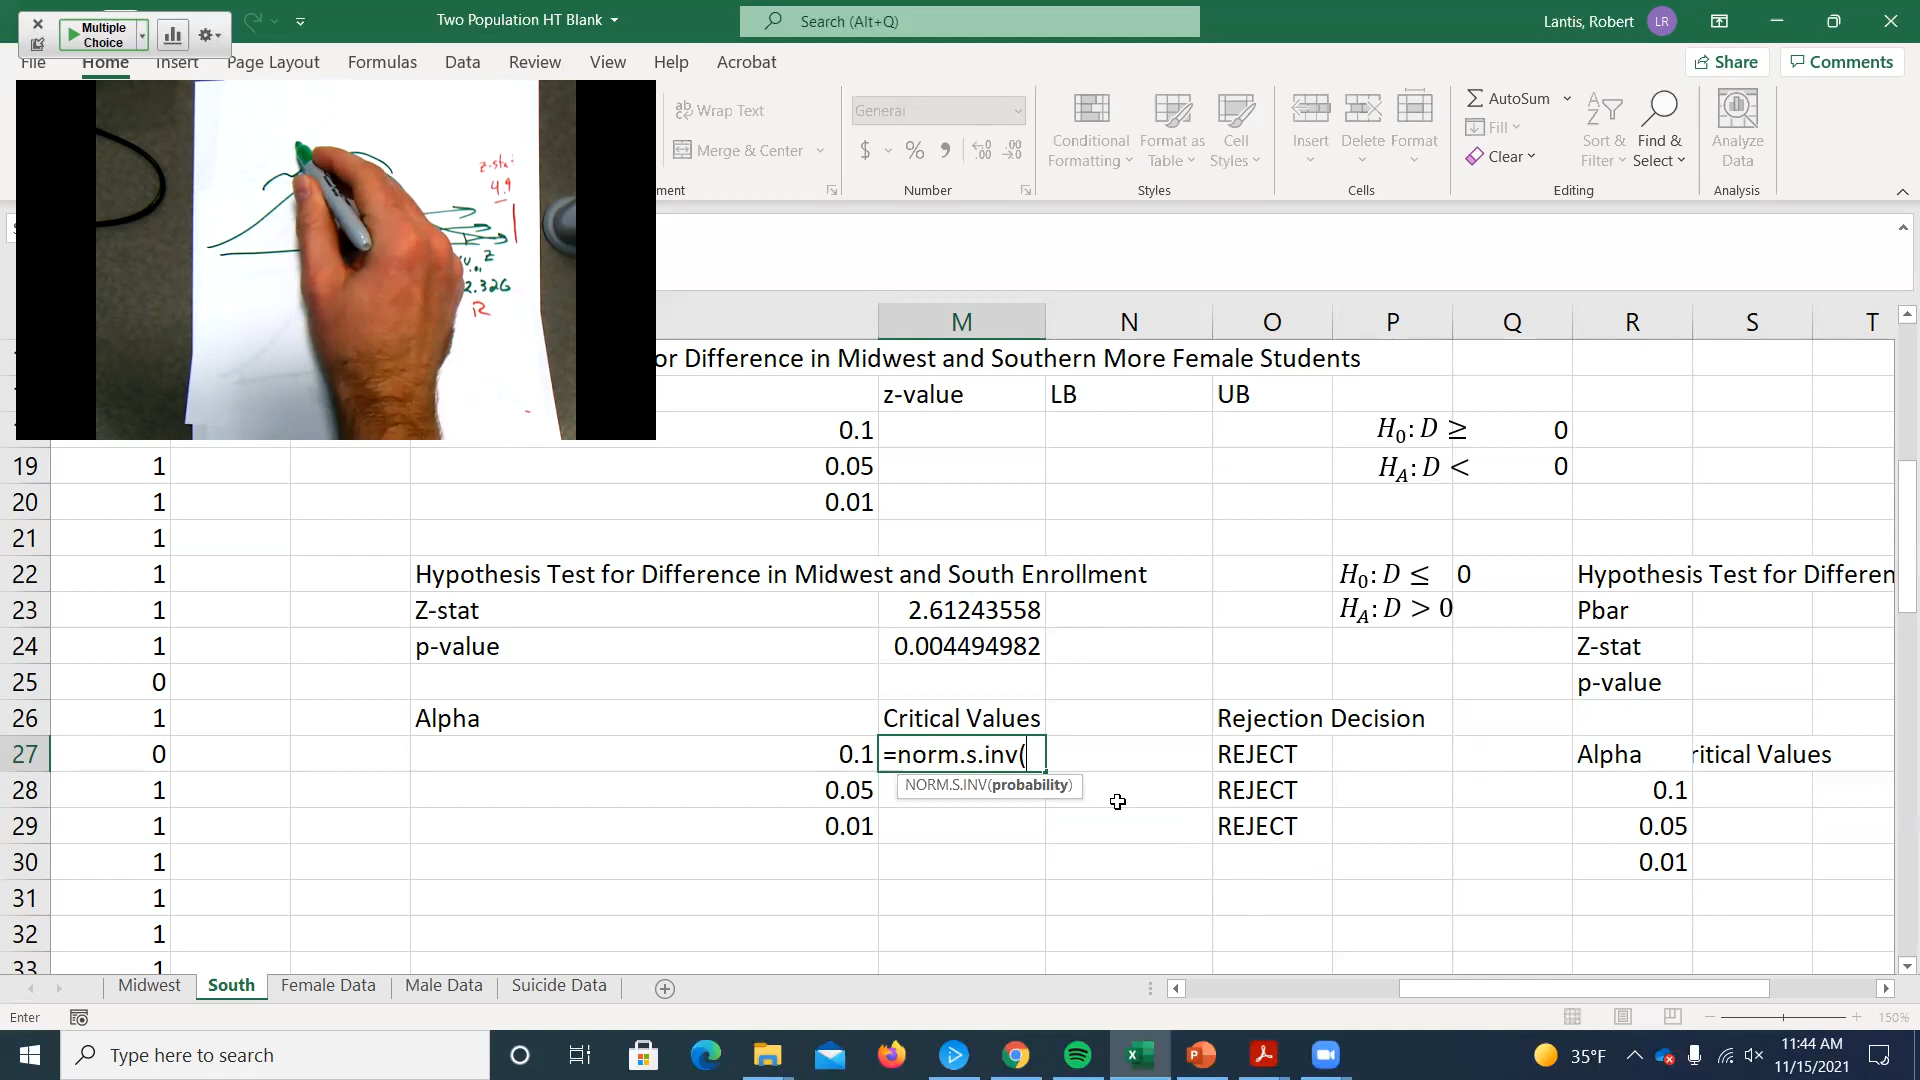 Multiple Choice
Two Population HT Blank
Search (Alt+Q)
Lantis, Robert LR
File Home Insert Page Layout Formulas Data Review View Help Acrobat
Share Comments
Wrap Text
Merge & Center
General
$ % 9
Number
Conditional Formatting
Format as Table
Cell Styles
Styles
Insert Delete Format
Cells
AutoSum
Fill
Clear
Sort & Filter
Find & Select
Editing
Analyze Data
Analysis
z-stat
4.9
Z
2.326
R
M N O P Q R S T
or Difference in Midwest and Southern More Female Students
z-value LB UB
0.1 H0: D ≥ 0
19 1 0.05 HA: D < 0
20 1 0.01
21 1
22 1 Hypothesis Test for Difference in Midwest and South Enrollment H0: D ≤ 0 Hypothesis Test for Differen
23 1 Z-stat 2.61243558 HA: D > 0 Pbar
24 1 p-value 0.004494982 Z-stat
25 0 p-value
26 1 Alpha Critical Values Rejection Decision
27 0 0.1 =norm.s.inv( REJECT Alpha ritical Values
NORM.S.INV(probability)
28 1 0.05 REJECT 0.1
29 1 0.01 REJECT 0.05
30 1 0.01
31 1
32 1
33 1
Midwest South Female Data Male Data Suicide Data
Enter
150%
Type here to search
35°F
11:44 AM
11/15/2021